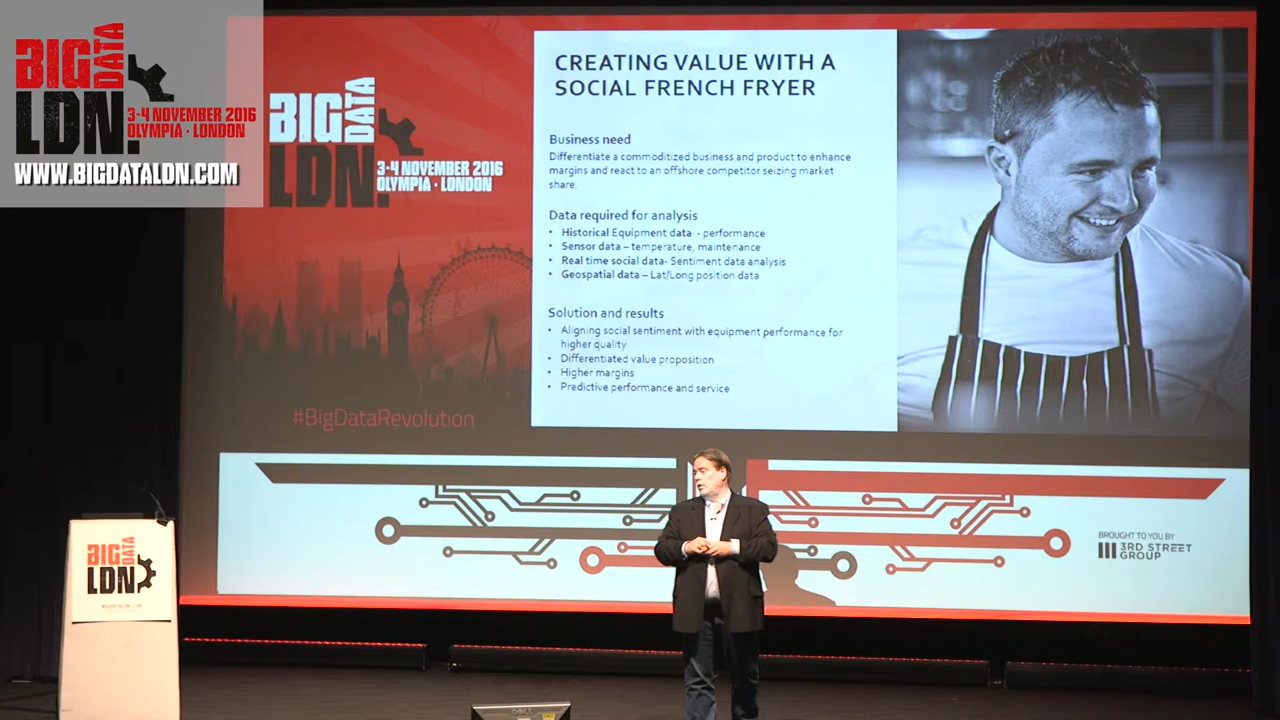 BIG DATA
LDN.
3-4 NOVEMBER 2016
OLYMPIA · LONDON
WWW.BIGDATALDN.COM
BIG DATA
LDN.
3-4 NOVEMBER 2016
OLYMPIA · LONDON
#BigDataRevolution
CREATING VALUE WITH A
SOCIAL FRENCH FRYER
Business need
Differentiate a commoditized business and product to enhance
margins and react to an offshore competitor seizing market
share.
Data required for analysis
• Historical Equipment data - performance
• Sensor data – temperature, maintenance
• Real time social data- Sentiment data analysis
• Geospatial data – Lat/Long position data
Solution and results
• Aligning social sentiment with equipment performance for
higher quality
• Differentiated value proposition
• Higher margins
• Predictive performance and service
BROUGHT TO YOU BY
3RD STREET
GROUP
BIG DATA
LDN
DELL